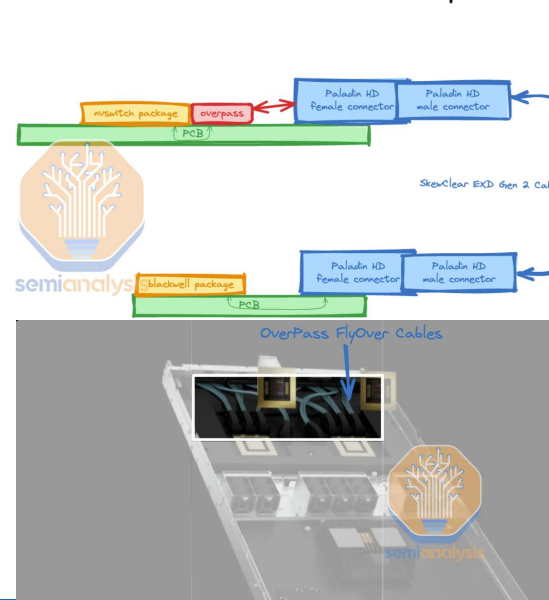 Paladin HD
female connector
Paladin HD
male connector
nvswitch package
overpass
PCB
SkewClear EXD Gen 2 Cab
semianalysis
Paladin HD
female connector
Paladin HD
male connector
blackwell package
PCB
OverPass FlyOver Cables
semianalysis